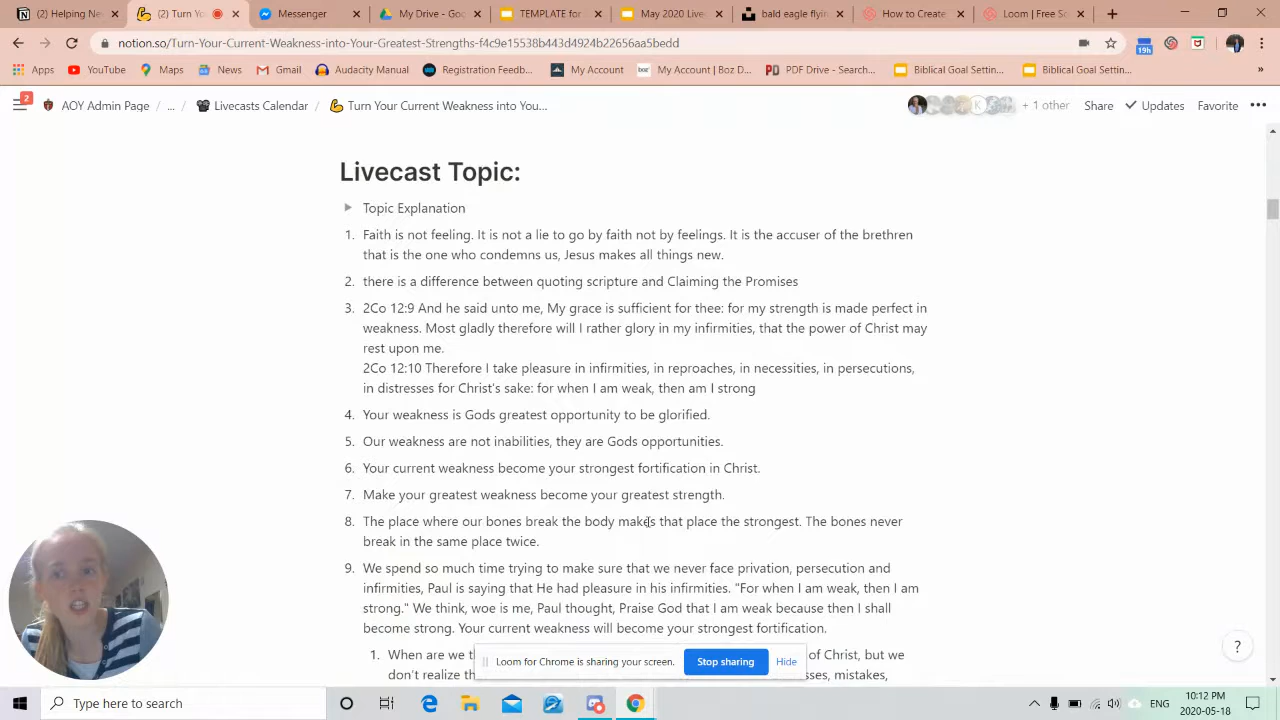 Helping N
Turn Yo
Messenger
My Drive - Goo
TEMPLATE for
May 2020 Live
bald eagle flyin
How to Create
Loom | Free Sc
notion.so/Turn-Your-Current-Weakness-into-Your-Greatest-Strengths-f4c9e15538b443d4924b22656aa5bedd
19h
Apps
YouTube
Maps
News
Gmail
Audacity Manual
Registration Feedb...
My Account
boz
My Account | Boz D...
PDF Drive - Search...
Biblical Goal Settin...
Biblical Goal Settin...
2
AOY Admin Page / ... / Livecasts Calendar / Turn Your Current Weakness into You...
K
+ 1 other
Share
Updates
Favorite
Livecast Topic:
Topic Explanation
1. Faith is not feeling. It is not a lie to go by faith not by feelings. It is the accuser of the brethren
that is the one who condemns us, Jesus makes all things new.
2. there is a difference between quoting scripture and Claiming the Promises
3. 2Co 12:9 And he said unto me, My grace is sufficient for thee: for my strength is made perfect in
weakness. Most gladly therefore will I rather glory in my infirmities, that the power of Christ may
rest upon me.
2Co 12:10 Therefore I take pleasure in infirmities, in reproaches, in necessities, in persecutions,
in distresses for Christ's sake: for when I am weak, then am I strong
4. Your weakness is Gods greatest opportunity to be glorified.
5. Our weakness are not inabilities, they are Gods opportunities.
6. Your current weakness become your strongest fortification in Christ.
7. Make your greatest weakness become your greatest strength.
8. The place where our bones break the body makes that place the strongest. The bones never
break in the same place twice.
9. We spend so much time trying to make sure that we never face privation, persecution and
infirmities, Paul is saying that He had pleasure in his infirmities. "For when I am weak, then I am
strong." We think, woe is me, Paul thought, Praise God that I am weak because then I shall
become strong. Your current weakness will become your strongest fortification.
1. When are we th
of Christ, but we
don't realize th
sses, mistakes,
Loom for Chrome is sharing your screen.
Stop sharing
Hide
?
Type here to search
ENG
10:12 PM
2020-05-18